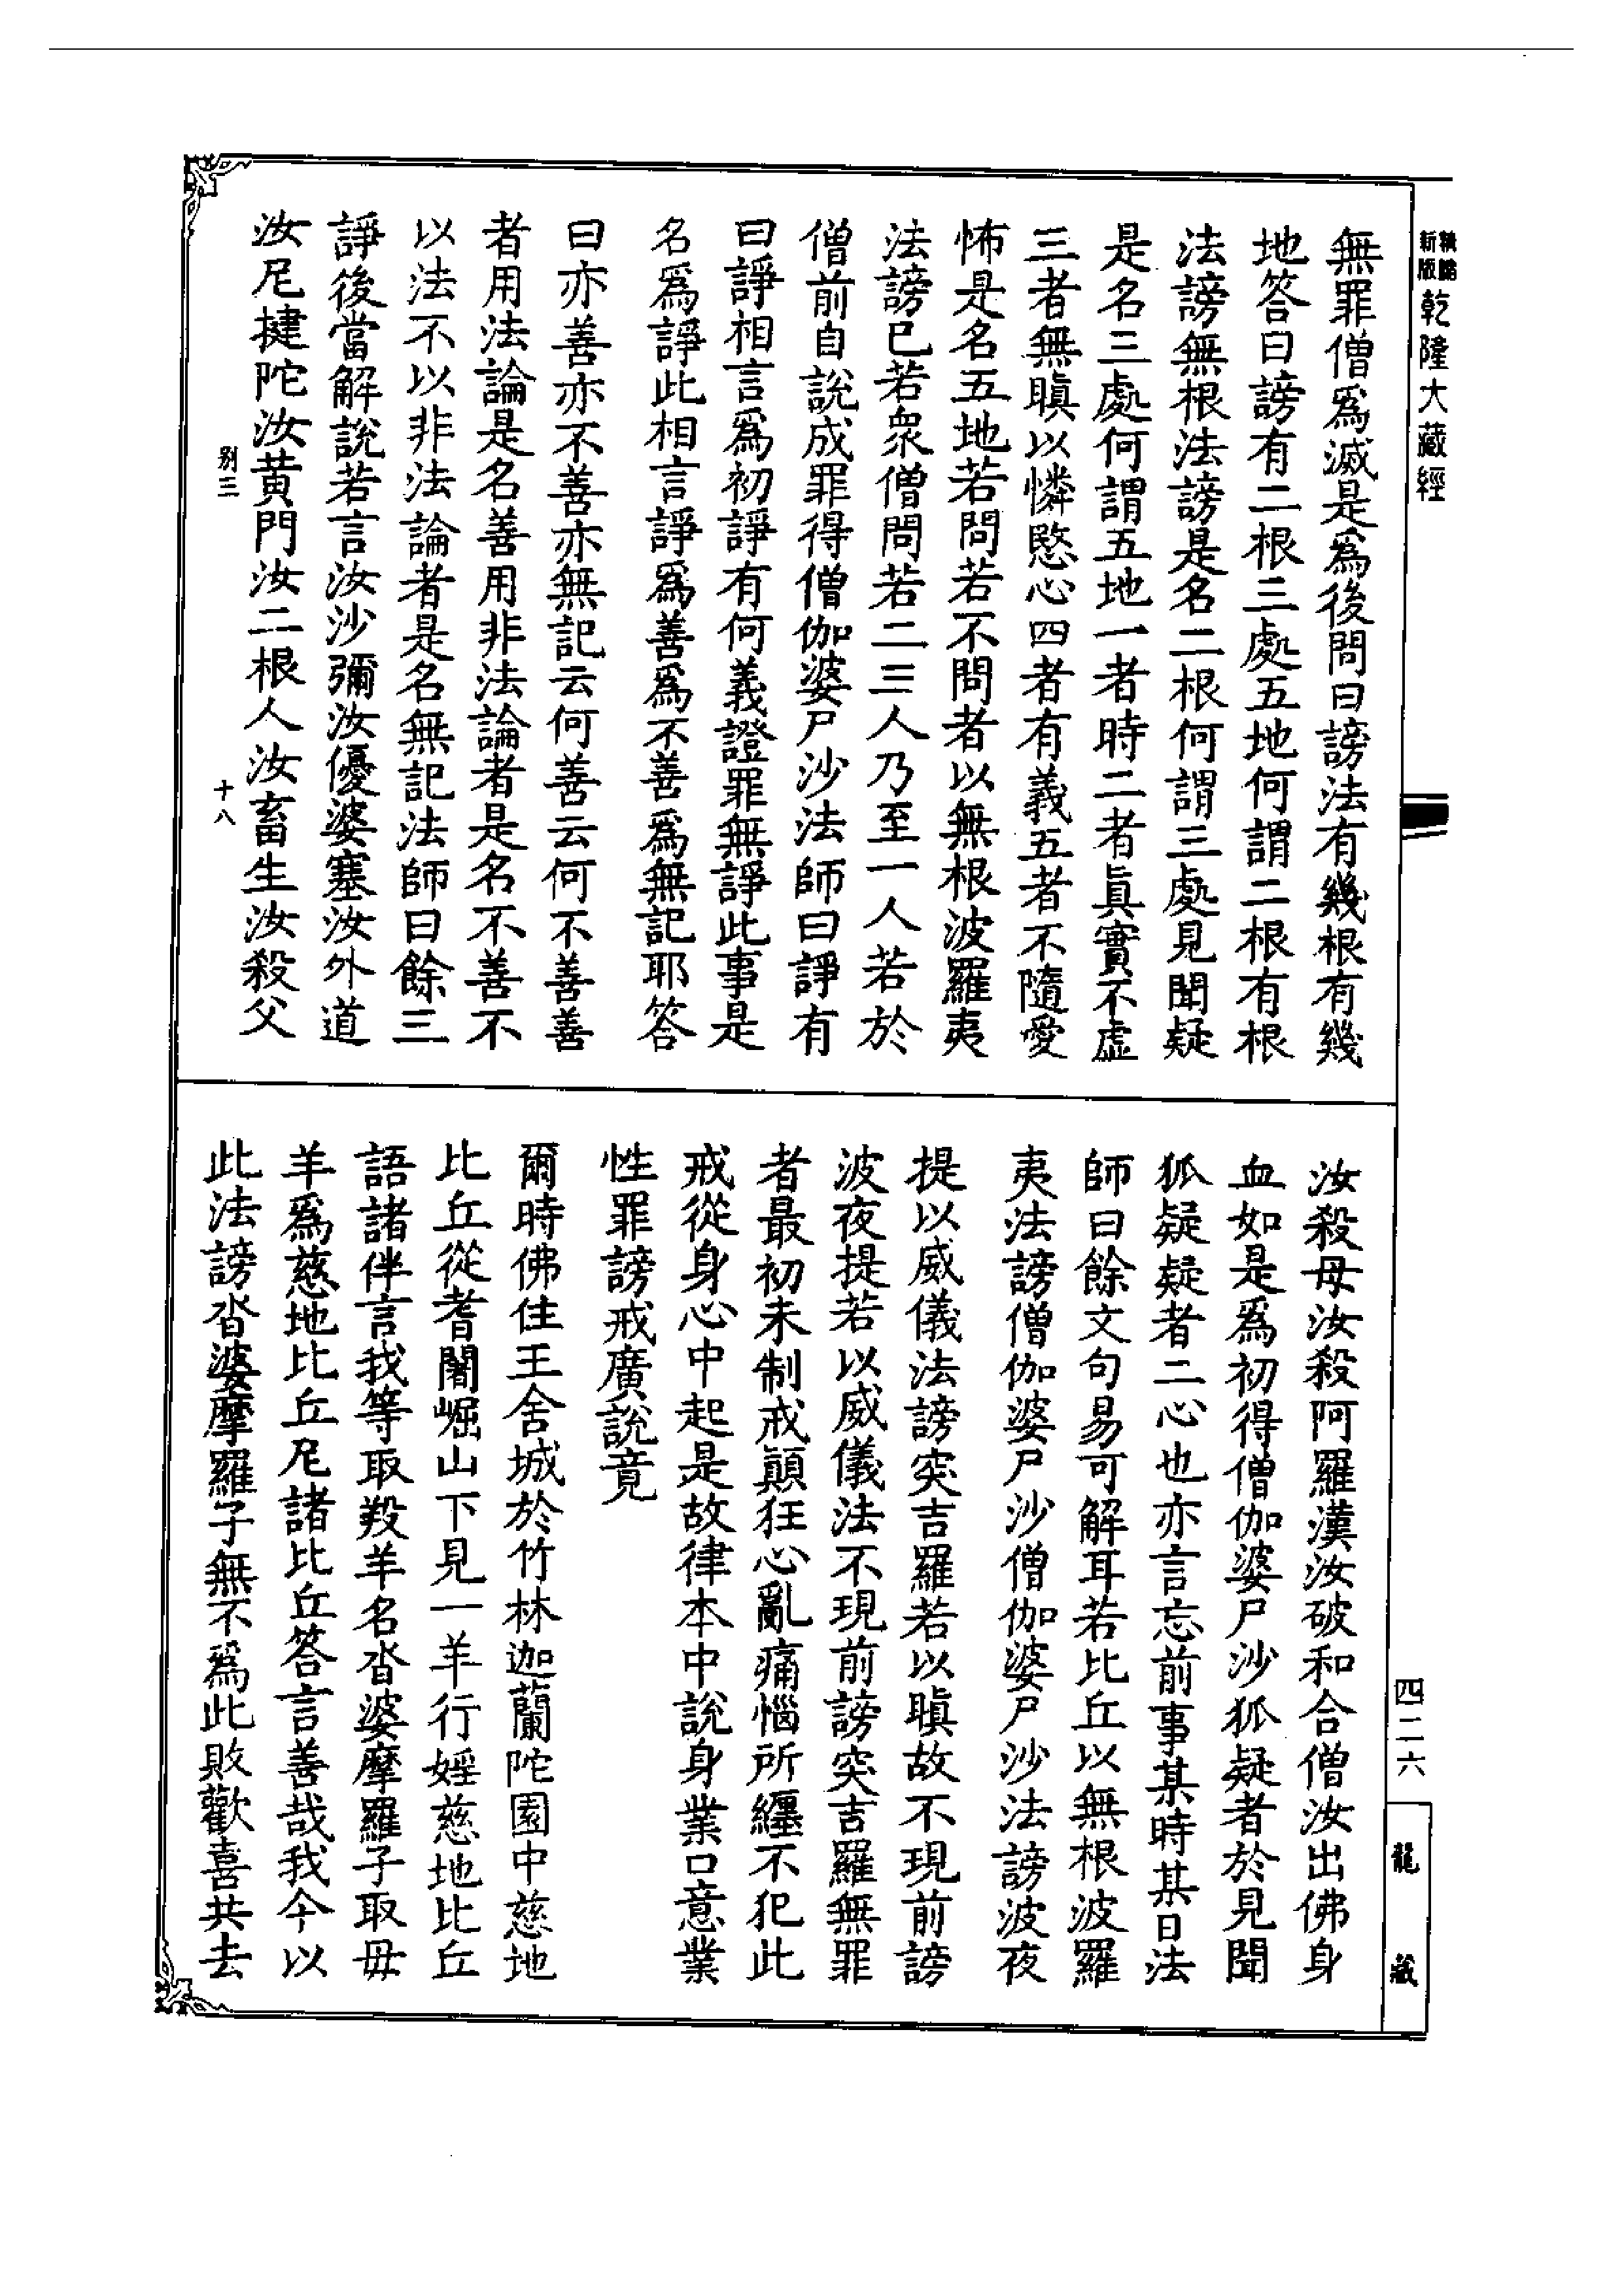 新版
乾隆大藏經
無罪僧爲滅是爲後問曰謗法有幾根有幾
地答曰謗有二根三處五地何謂二根有根
法謗無根法謗是名二根何謂三處見聞疑
是名三處何謂五地一者時二者眞實不虛
三者無瞋以憐愍心四者有義五者不隨愛
怖是名五地若問若不問者以無根波羅夷
法謗已若衆僧問若二三人乃至一人若於
僧前自說成罪得僧伽婆尸沙法師曰諍有
曰諍相言爲初諍有何義證罪無諍此事是
名爲諍此相言諍爲善爲不善爲無記耶答
曰亦善亦不善亦無記云何善云何不善善
者用法論是名善用非法論者是名不善不
以法不以非法論者是名無記法師曰餘三
諍後當解說若言汝沙彌汝優婆塞汝外道
汝尼揵陀汝黃門汝二根人汝畜生汝殺父
别三
十八
汝殺母汝殺阿羅漢汝破和合僧汝出佛身
血如是爲初得僧伽婆尸沙狐疑者於見聞
狐疑疑者二心也亦言忘前事某時某日法
師曰餘文句易可解耳若比丘以無根波羅
夷法謗僧伽婆尸沙僧伽婆尸沙法謗波夜
提以威儀法謗突吉羅若以瞋故不現前謗
波夜提若以威儀法不現前謗突吉羅無罪
者最初未制戒顚狂心亂痛惱所纏不犯此
戒從身心中起是故律本中說身業口意業
性罪謗戒廣說竟
爾時佛住王舍城於竹林迦蘭陀園中慈地
比丘從耆闍崛山下見一羊行婬慈地比丘
語諸伴言我等取羖羊名沓婆摩羅子取毋
羊爲慈地比丘尼諸比丘答言善哉我今以
此法謗沓婆摩羅子無不爲此敗歡喜共去
四二六
龍藏